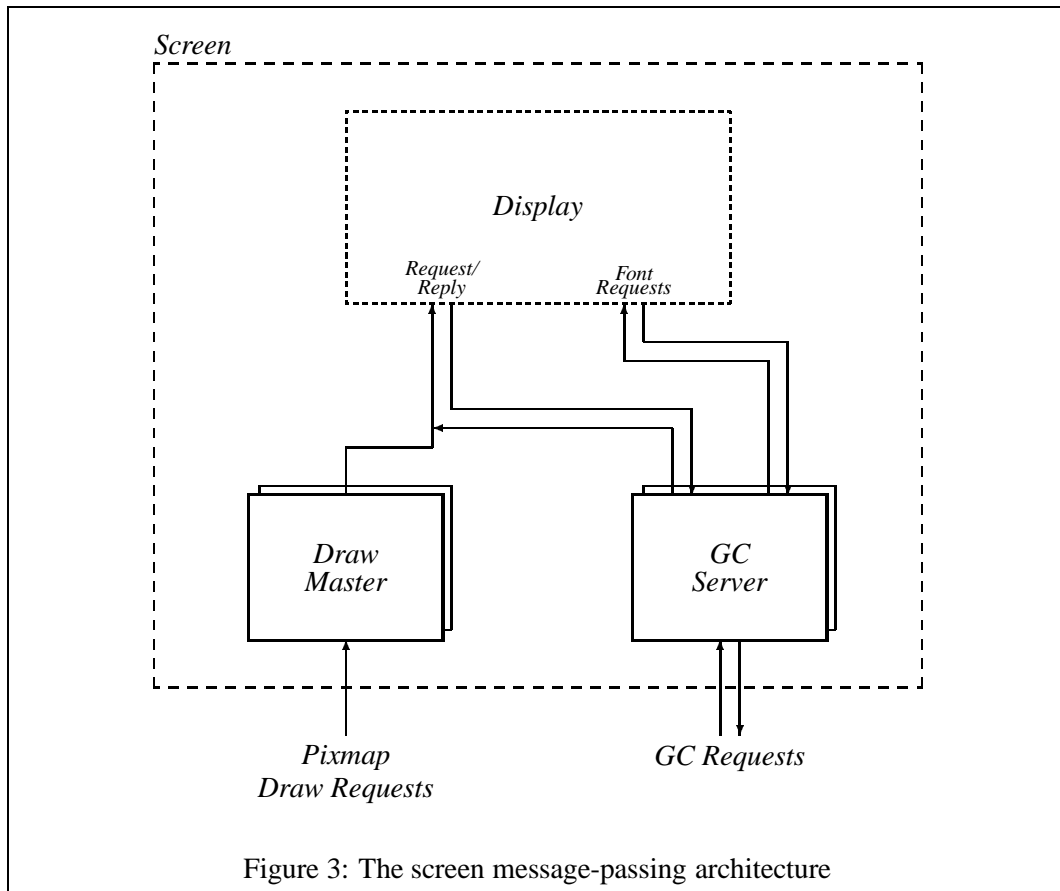 Screen
Display
Request/
Reply
Font
Requests
Draw
Master
GC
Server
Pixmap
Draw Requests
GC Requests
Figure 3: The screen message-passing architecture